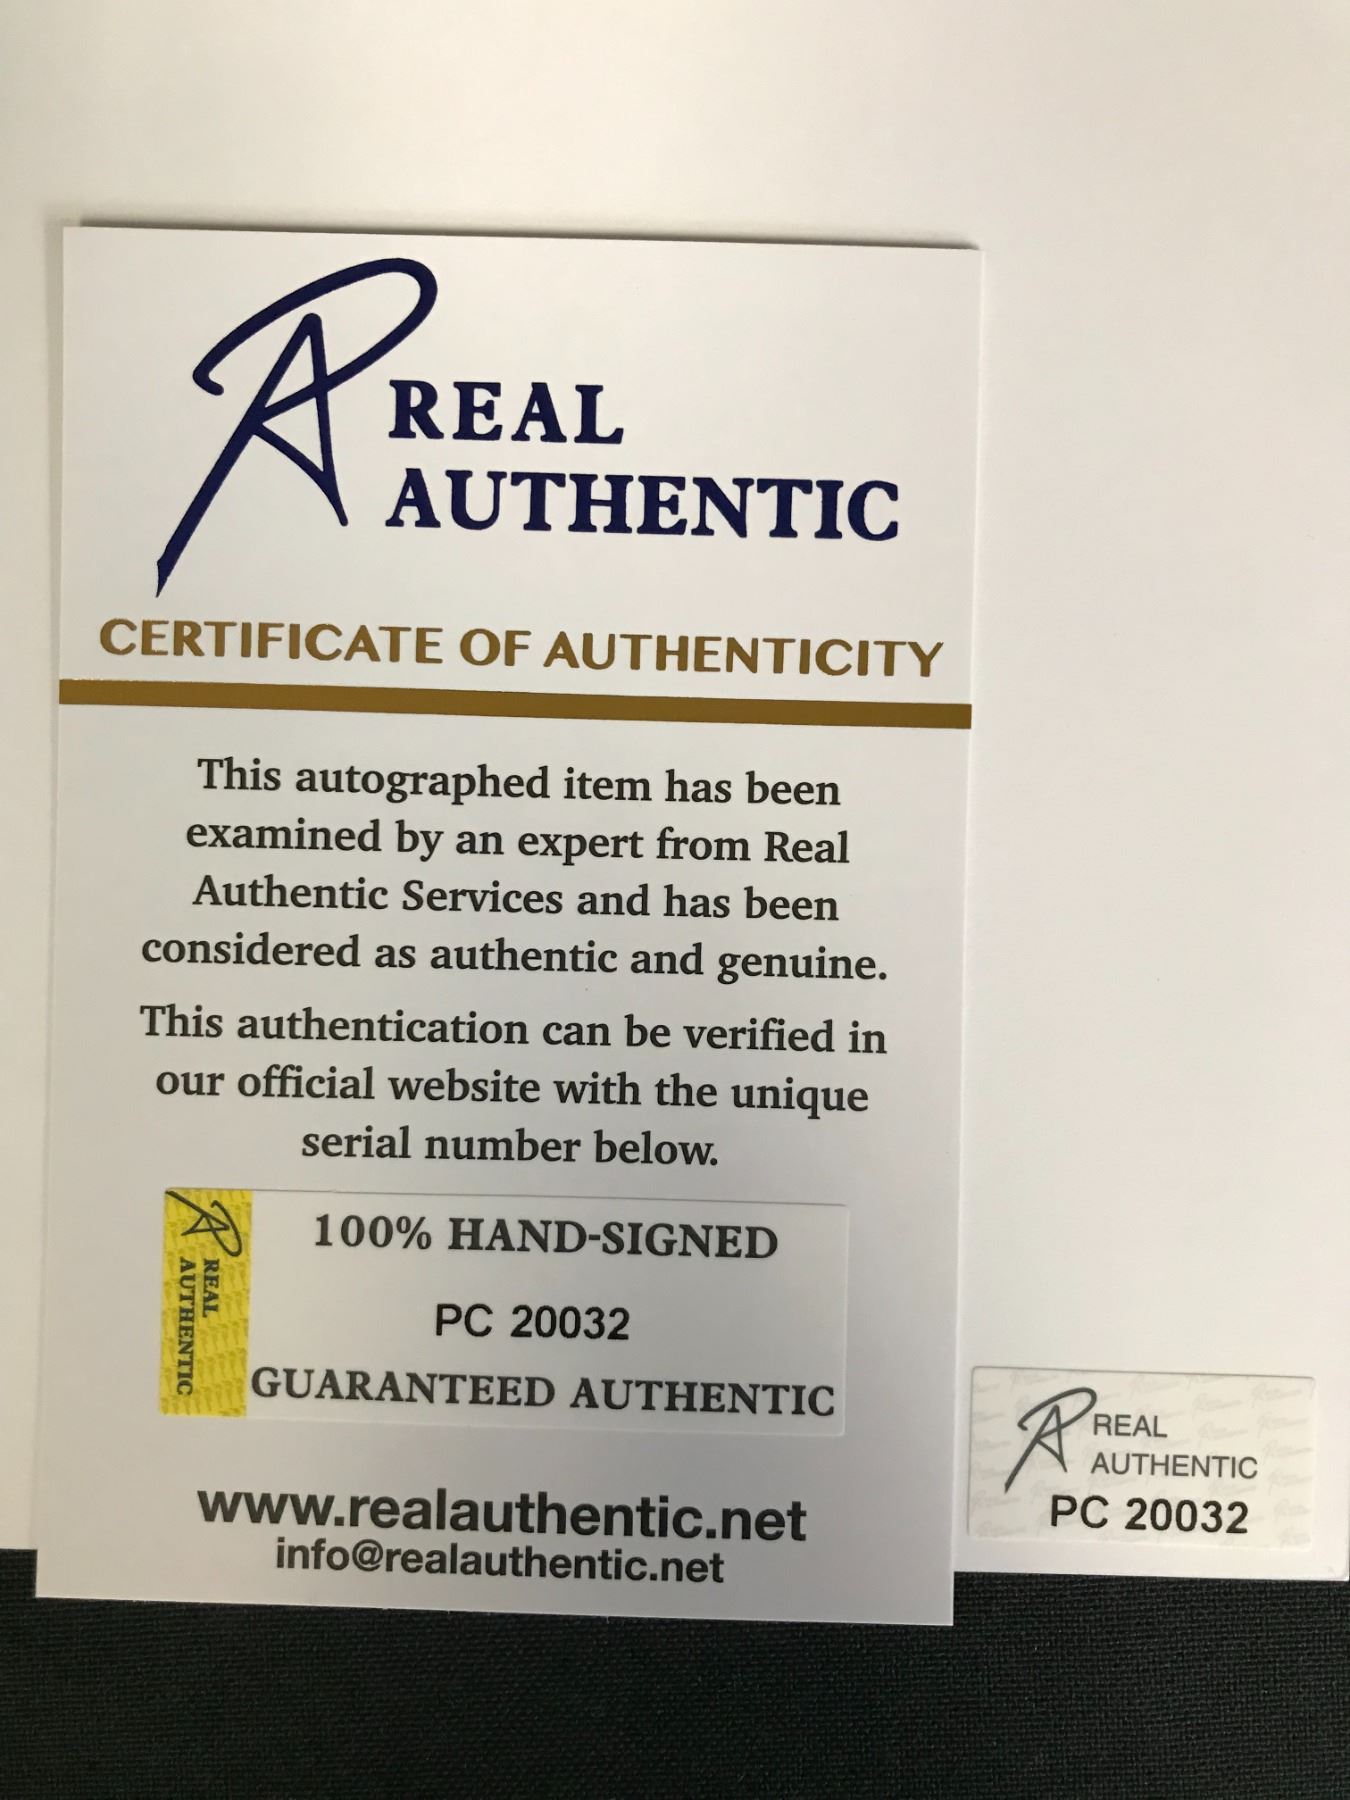 REAL
AUTHENTIC
CERTIFICATE OF AUTHENTICITY
This autographed item has been
examined by an expert from Real
Authentic Services and has been
considered as authentic and genuine.
This authentication can be verified in
our official website with the unique
serial number below.
REAL
AUTHENTIC
100% HAND-SIGNED
PC 20032
GUARANTEED AUTHENTIC
www.realauthentic.net
info@realauthentic.net
REAL
AUTHENTIC
PC 20032